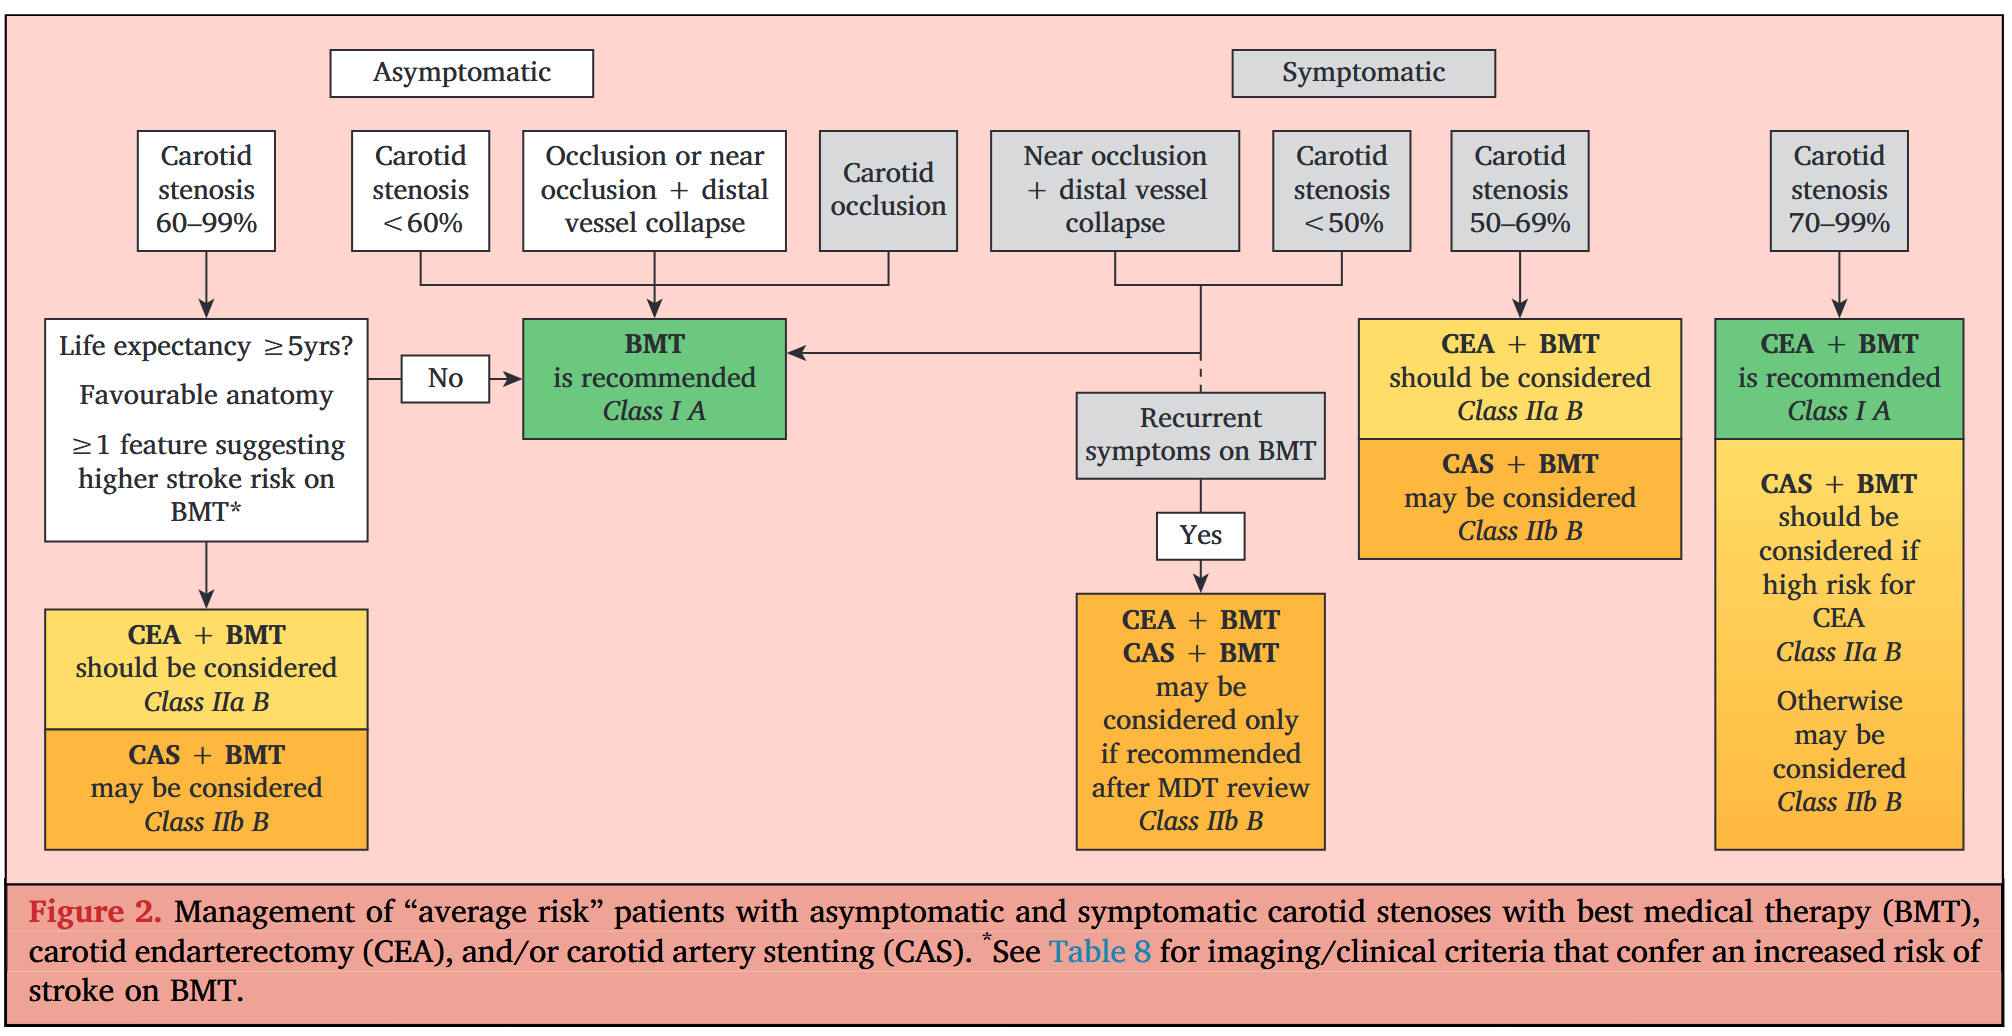 Asymptomatic
Symptomatic
Carotid
stenosis
60–99%
Carotid
stenosis
<60%
Occlusion or near
occlusion + distal
vessel collapse
Carotid
occlusion
Near occlusion
+ distal vessel
collapse
Carotid
stenosis
<50%
Carotid
stenosis
50–69%
Carotid
stenosis
70–99%
Life expectancy ≥5yrs?
Favourable anatomy
≥1 feature suggesting
higher stroke risk on
BMT*
No
BMT
is recommended
Class I A
Recurrent
symptoms on BMT
Yes
CEA + BMT
should be considered
Class IIa B
CAS + BMT
may be considered
Class IIb B
CEA + BMT
is recommended
Class I A
CAS + BMT
should be
considered if
high risk for
CEA
Class IIa B
Otherwise
may be
considered
Class IIb B
CEA + BMT
should be considered
Class IIa B
CAS + BMT
may be considered
Class IIb B
CEA + BMT
CAS + BMT
may be
considered only
if recommended
after MDT review
Class IIb B
Figure 2. Management of “average risk” patients with asymptomatic and symptomatic carotid stenoses with best medical therapy (BMT),
carotid endarterectomy (CEA), and/or carotid artery stenting (CAS). *See Table 8 for imaging/clinical criteria that confer an increased risk of
stroke on BMT.